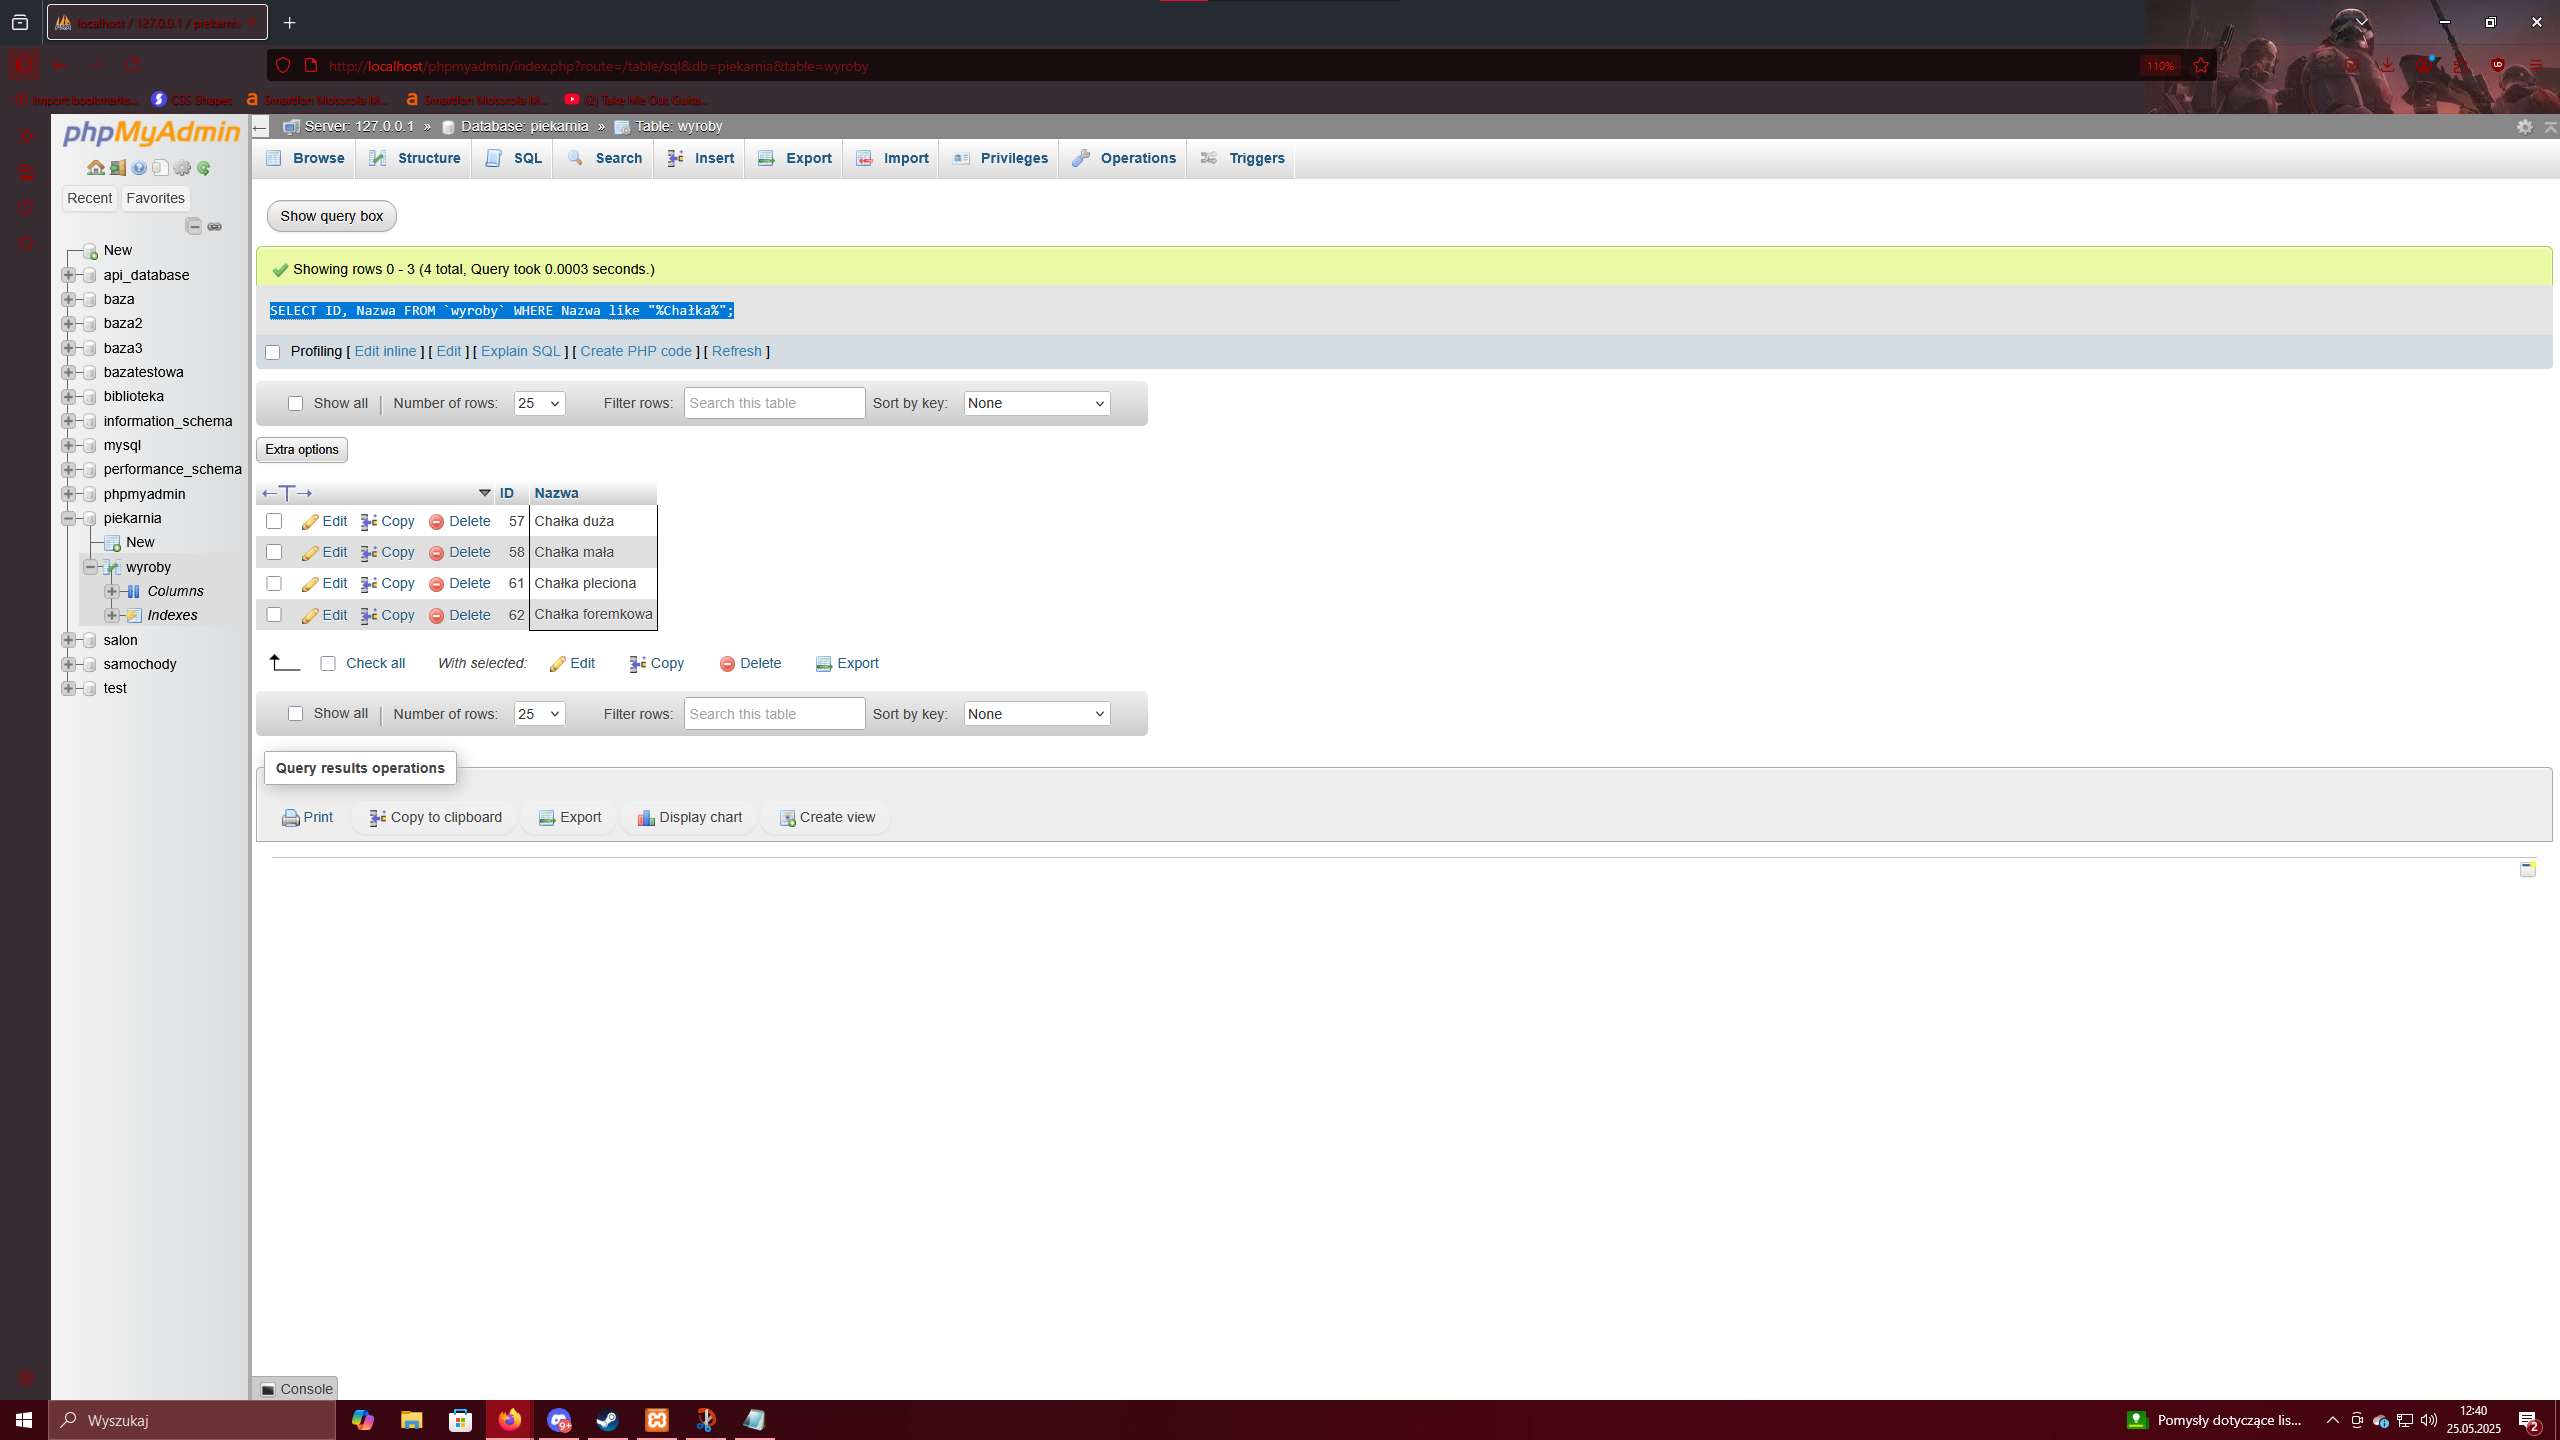 localhost / 127.0.0.1 / piekarnia
http://localhost/phpmyadmin/index.php?route=/table/sql&db=piekarnia&table=wyroby
110%
Import bookmarks...
CSS Shapes
Smartfon Motorola M...
Smartfon Motorola M...
(2) Take Me Out Guita...
phpMyAdmin
Server: 127.0.0.1 » Database: piekarnia » Table: wyroby
Browse
Structure
SQL
Search
Insert
Export
Import
Privileges
Operations
Triggers
Recent
Favorites
New
api_database
baza
baza2
baza3
bazatestowa
biblioteka
information_schema
mysql
performance_schema
phpmyadmin
piekarnia
New
wyroby
Columns
Indexes
salon
samochody
test
Show query box
Showing rows 0 - 3 (4 total, Query took 0.0003 seconds.)
SELECT ID, Nazwa FROM `wyroby` WHERE Nazwa like "%Chałka%";
Profiling [ Edit inline ] [ Edit ] [ Explain SQL ] [ Create PHP code ] [ Refresh ]
Show all
Number of rows: 25
Filter rows: Search this table
Sort by key: None
Extra options
ID Nazwa
Edit Copy Delete 57 Chałka duża
Edit Copy Delete 58 Chałka mała
Edit Copy Delete 61 Chałka pleciona
Edit Copy Delete 62 Chałka foremkowa
Check all With selected: Edit Copy Delete Export
Show all
Number of rows: 25
Filter rows: Search this table
Sort by key: None
Query results operations
Print
Copy to clipboard
Export
Display chart
Create view
Console
Wyszukaj
9+
Pomysły dotyczące lis...
12:40
25.05.2025
2